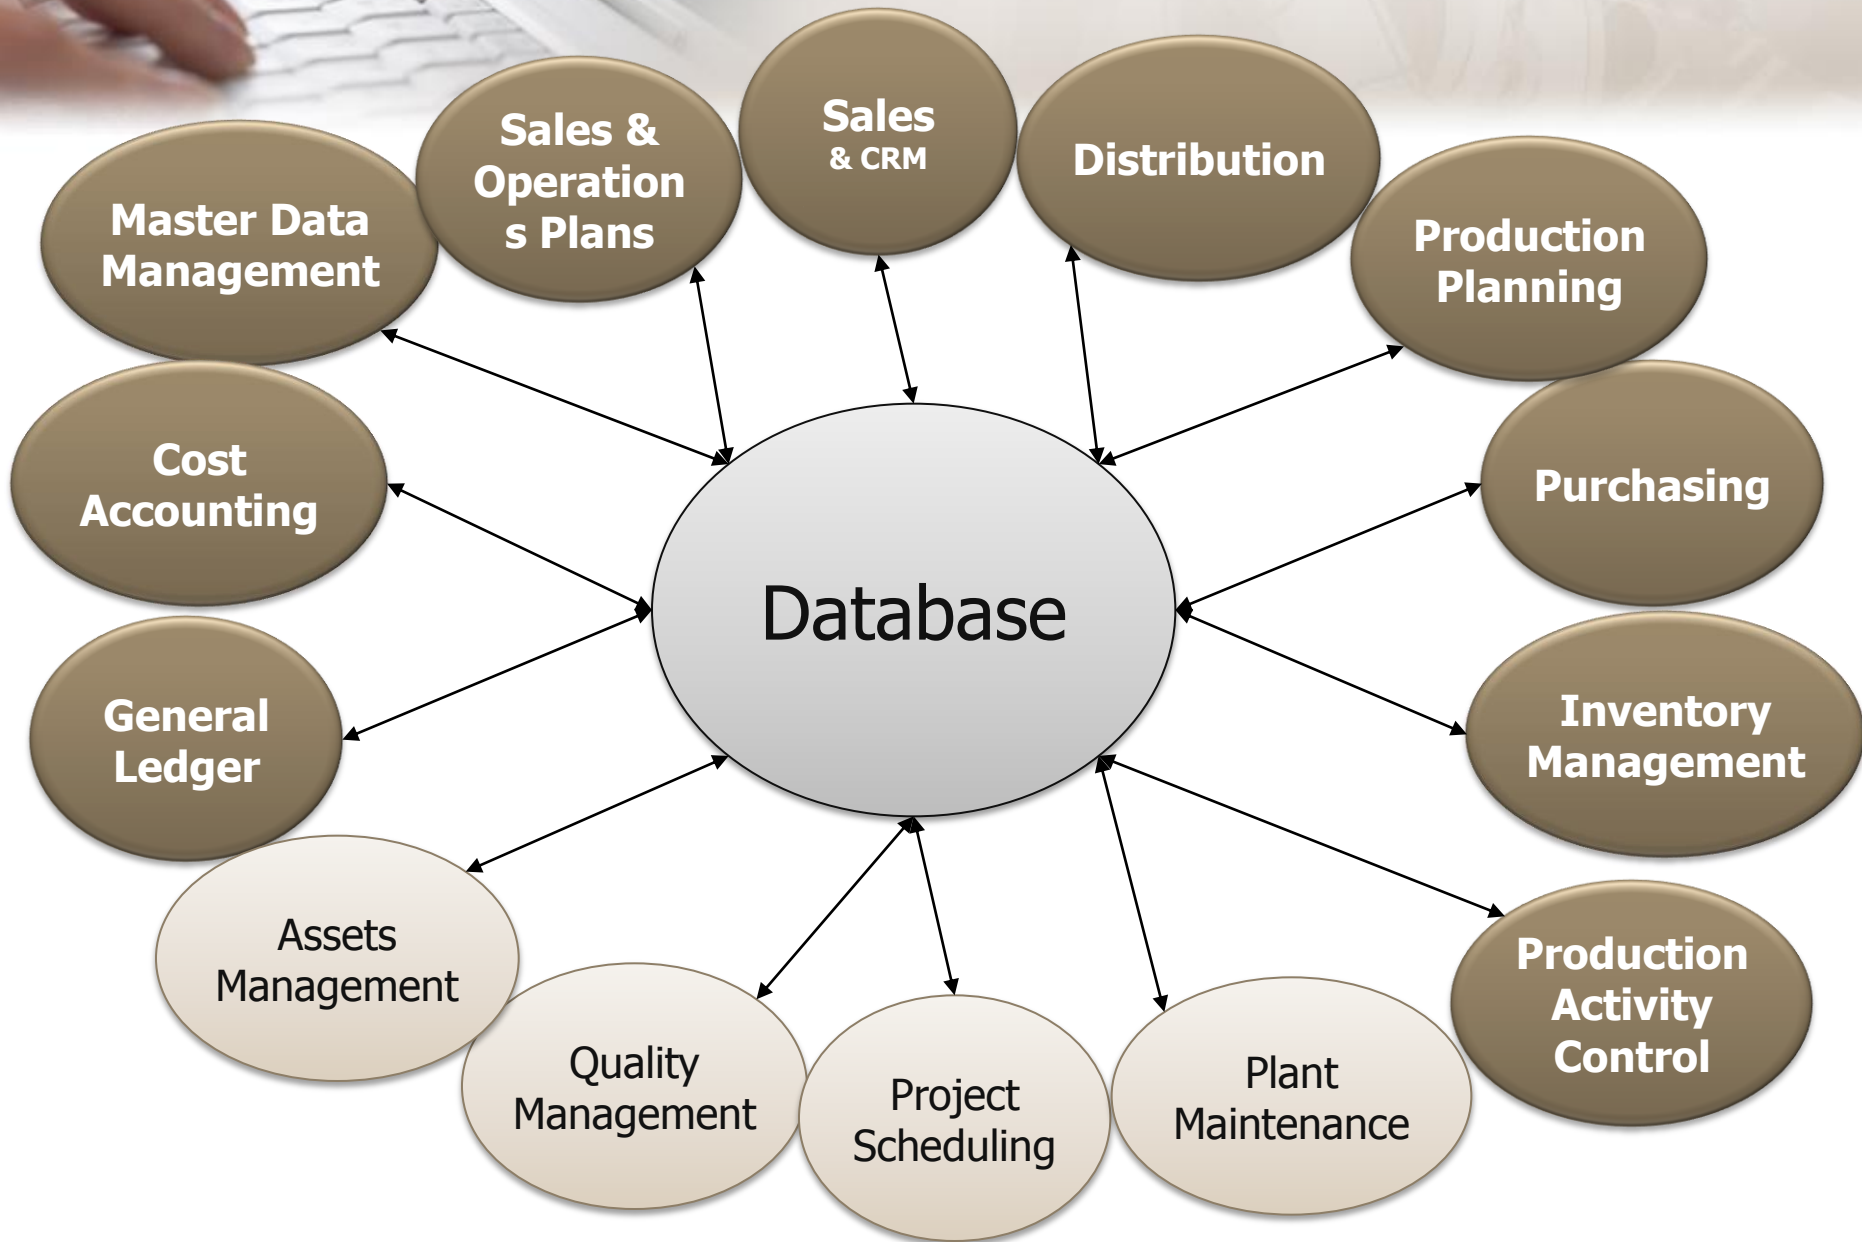 Sales
& CRM
Sales &
Operation
s Plans
Distribution
Master Data
Management
Production
Planning
Cost
Accounting
Purchasing
Database
General
Ledger
Inventory
Management
Assets
Management
Production
Activity
Control
Quality
Management
Project
Scheduling
Plant
Maintenance